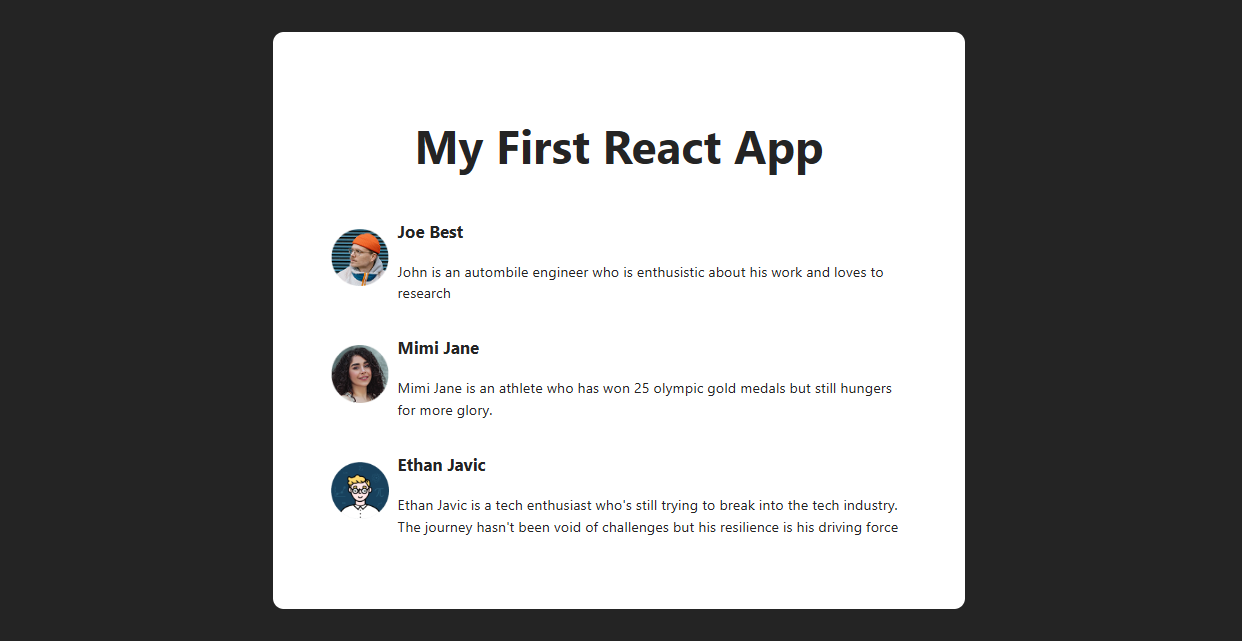 My First React App
Joe Best
John is an autombile engineer who is enthusistic about his work and loves to
research
Mimi Jane
Mimi Jane is an athlete who has won 25 olympic gold medals but still hungers
for more glory.
Ethan Javic
Ethan Javic is a tech enthusiast who's still trying to break into the tech industry.
The journey hasn't been void of challenges but his resilience is his driving force